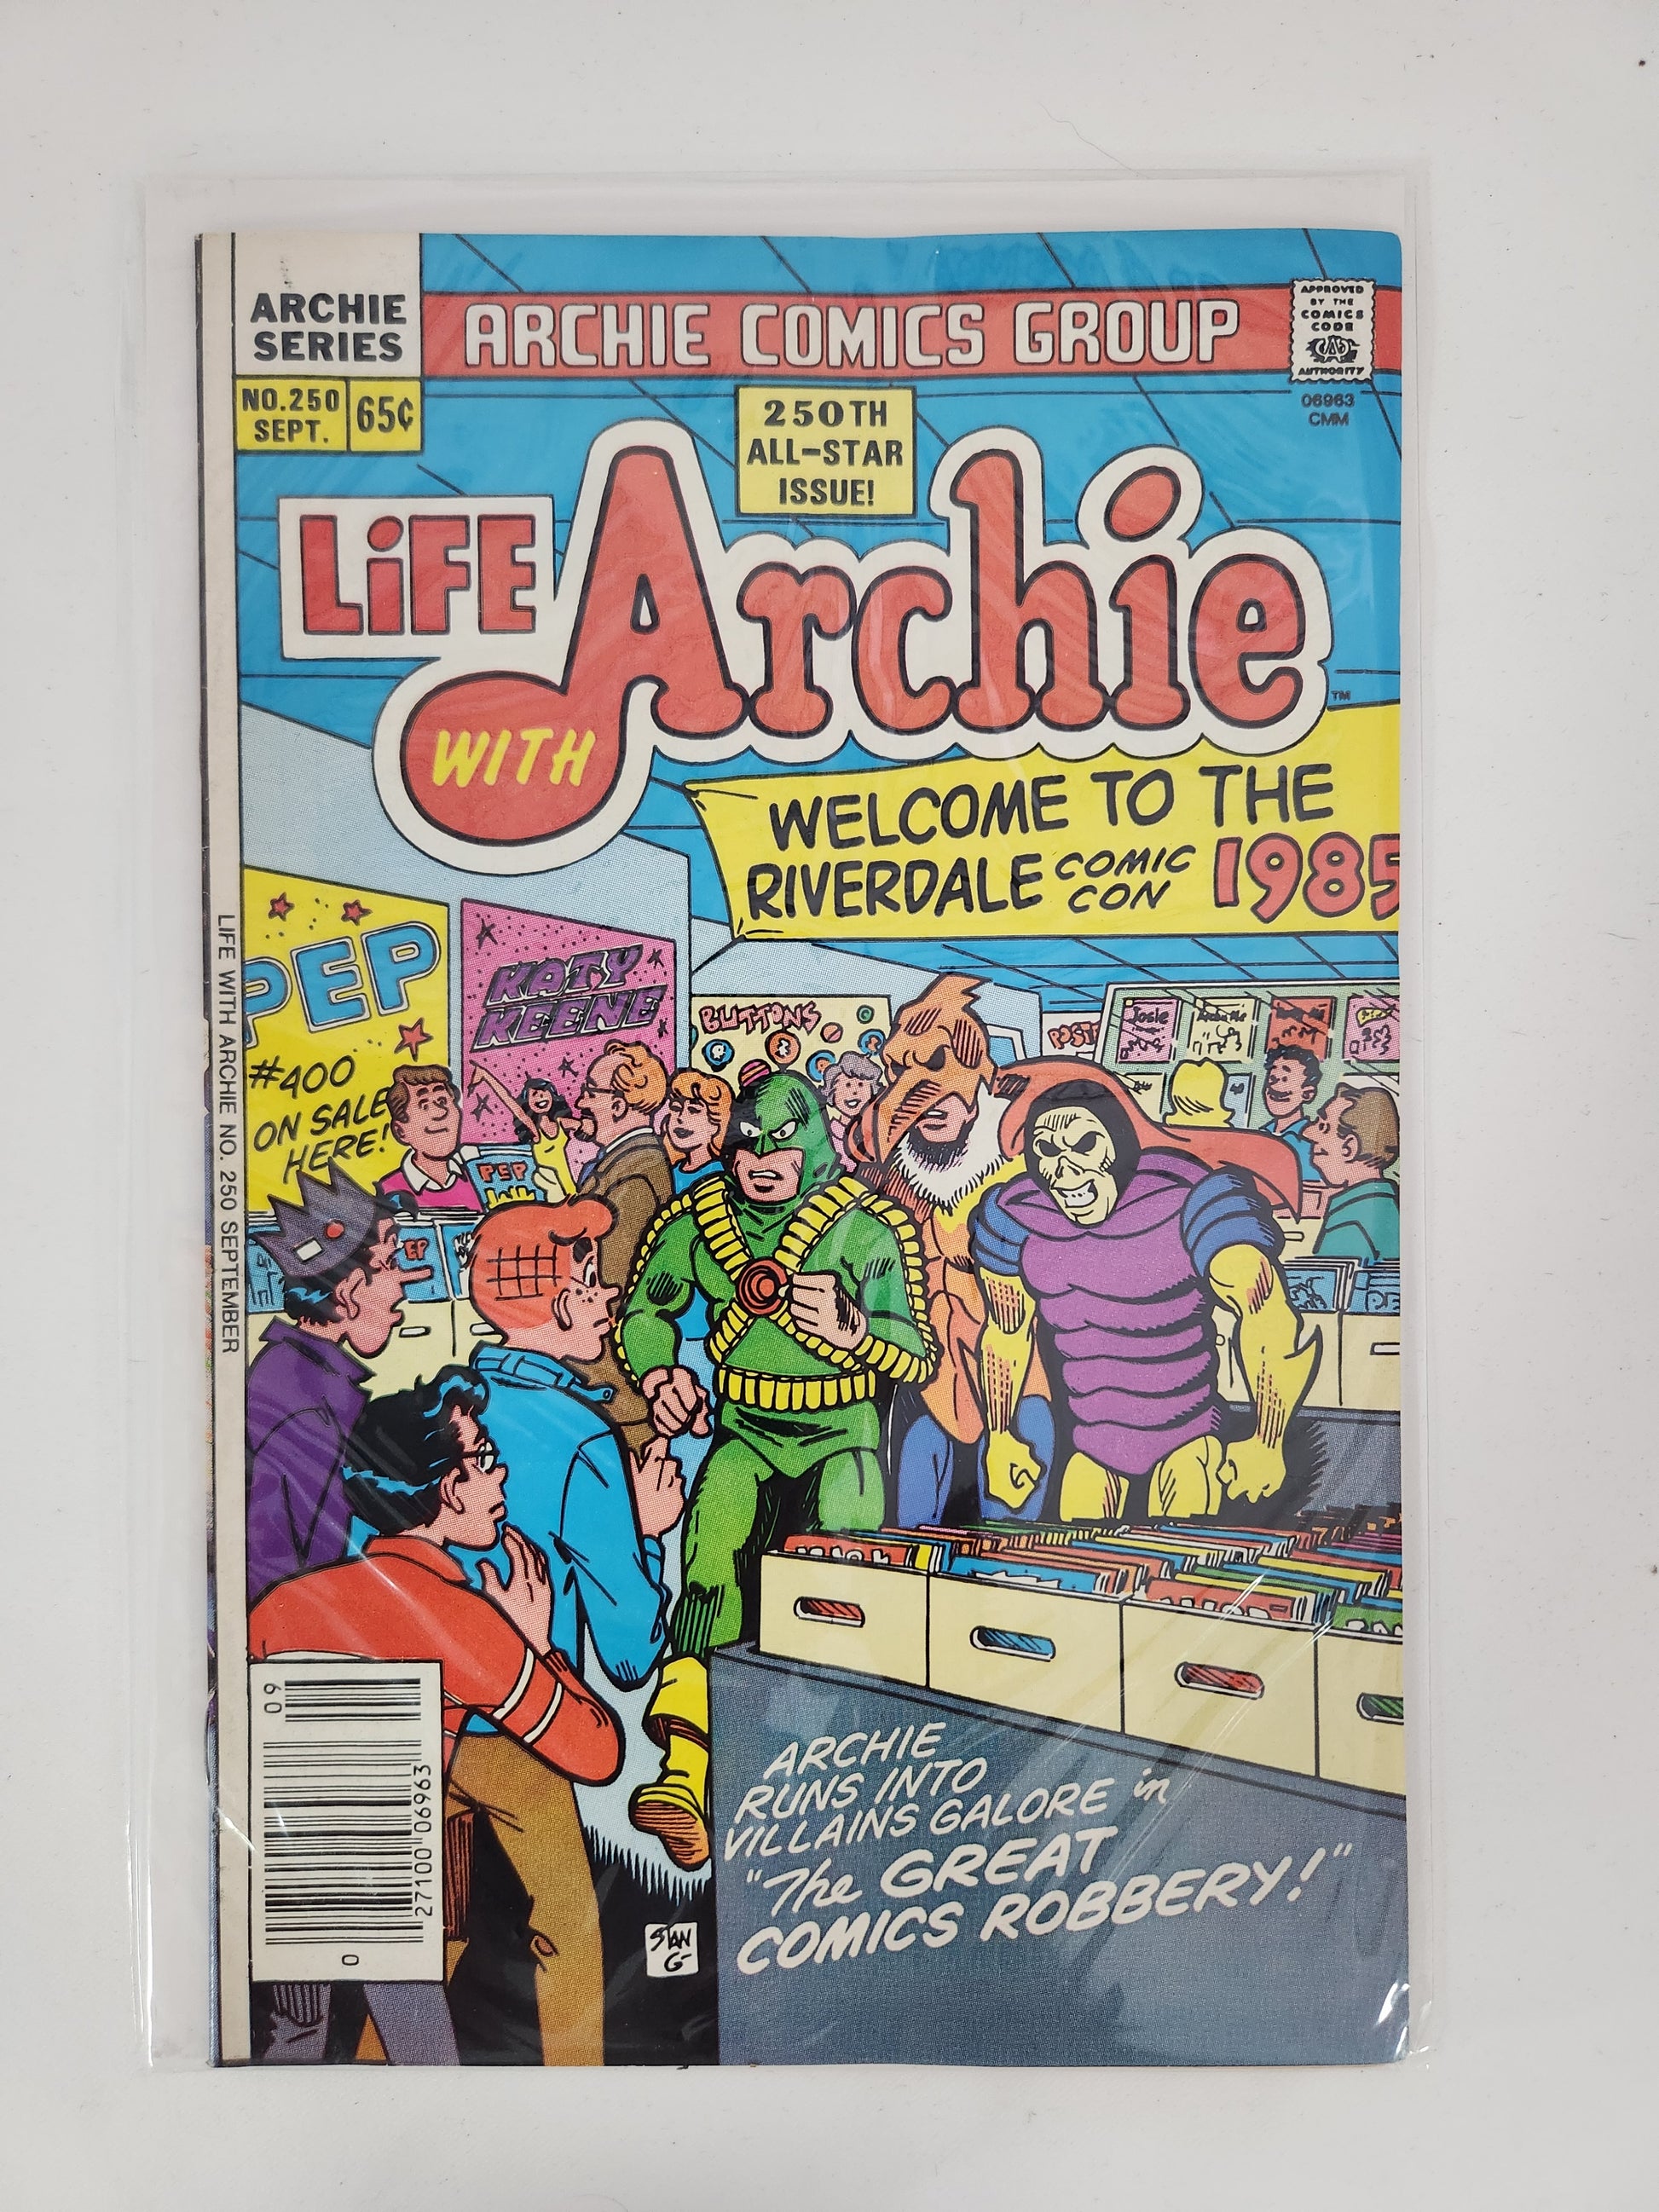 ARCHIE
SERIES
NO.250
SEPT.
65¢
ARCHIE COMICS GROUP
APPROVED
BY THE
COMICS
CODE
AUTHORITY
06963
CMM
250TH
ALL-STAR
ISSUE!
LiFE
WITH
Archie
TM
WELCOME TO THE
RIVERDALE COMIC CON 1985
PEP
#400
ON SALE
HERE!
KATY
KEENE
BUTTONS
Josie
PEP
LIFE WITH ARCHIE NO. 250 SEPTEMBER
09
27100 06963
0
STAN
G-
ARCHIE
RUNS INTO
VILLAINS GALORE in
"The GREAT
COMICS ROBBERY!"